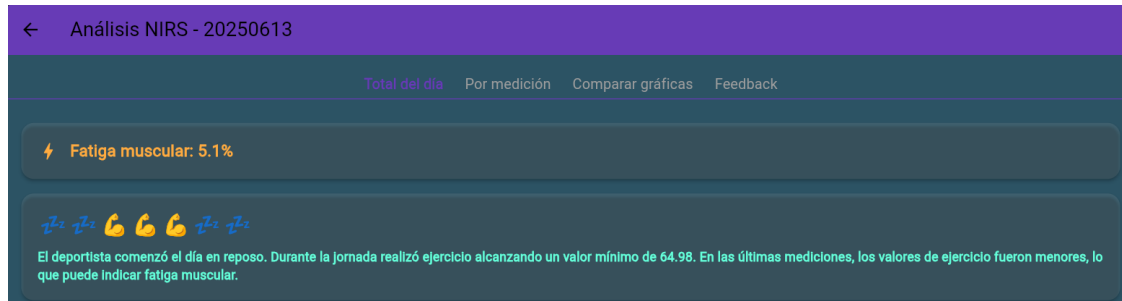 Análisis NIRS - 20250613
Total del día Por medición Comparar gráficas Feedback
Fatiga muscular: 5.1%
El deportista comenzó el día en reposo. Durante la jornada realizó ejercicio alcanzando un valor mínimo de 64.98. En las últimas mediciones, los valores de ejercicio fueron menores, lo
que puede indicar fatiga muscular.